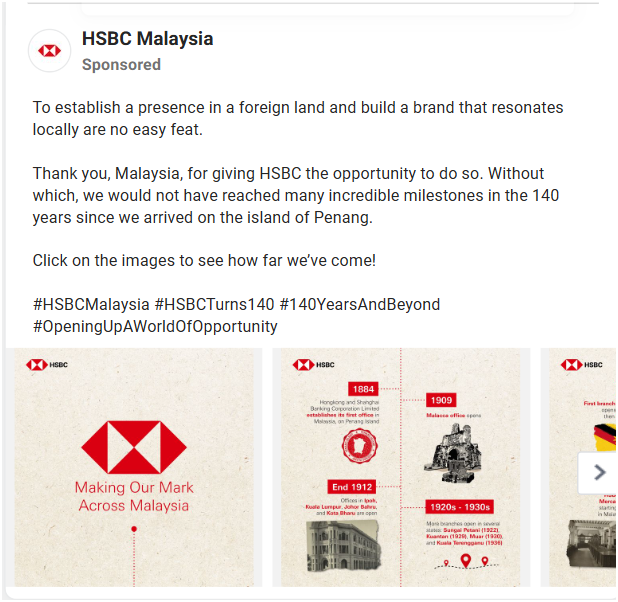 HSBC Malaysia
Sponsored
To establish a presence in a foreign land and build a brand that resonates
locally are no easy feat.
Thank you, Malaysia, for giving HSBC the opportunity to do so. Without
which, we would not have reached many incredible milestones in the 140
years since we arrived on the island of Penang.
Click on the images to see how far we've come!
#HSBCMalaysia #HSBCTurns140 #140YearsAndBeyond
#OpeningUpAWorldOfOpportunity
HSBC
Making Our Mark
Across Malaysia
HSBC
1884
Hongkong and Shanghai
Banking Corporation Limited
establishes its first office in
Malaysia, on Penang Island
1909
Malacca office opens
End 1912
Offices in Ipoh,
Kuala Lumpur, Johor Bahru,
and Kota Bharu are open
1920s - 1930s
More branches open in several
states: Sungai Petani (1922),
Kuantan (1929), Muar (1930),
and Kuala Terengganu (1936)
HSBC
First branch
opens
then
starting
in Mala